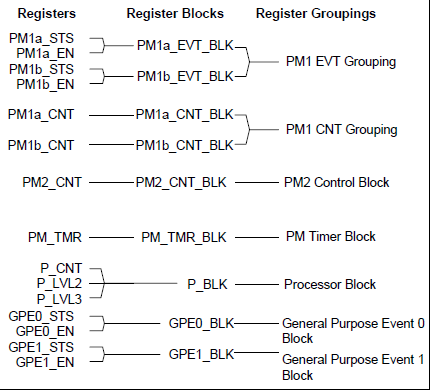 Registers Register Blocks Register Groupings
PM1a_STS
PM1a_EN
PM1a_EVT_BLK
PM1b_STS
PM1b_EN
PM1b_EVT_BLK
PM1 EVT Grouping
PM1a_CNT PM1a_CNT_BLK
PM1b_CNT PM1b_CNT_BLK
PM1 CNT Grouping
PM2_CNT PM2_CNT_BLK PM2 Control Block
PM_TMR PM_TMR_BLK PM Timer Block
P_CNT
P_LVL2
P_LVL3
P_BLK Processor Block
GPE0_STS
GPE0_EN
GPE0_BLK General Purpose Event 0
Block
GPE1_STS
GPE1_EN
GPE1_BLK General Purpose Event 1
Block